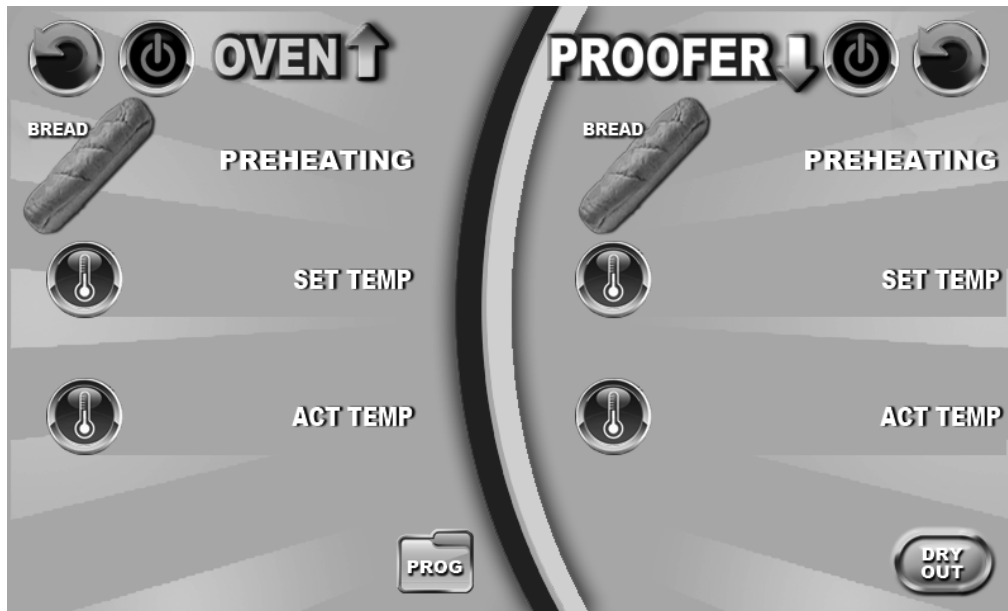 OVEN
BREAD
PREHEATING
SET TEMP
ACT TEMP
PROG
PROOFER
BREAD
PREHEATING
SET TEMP
ACT TEMP
DRY
OUT